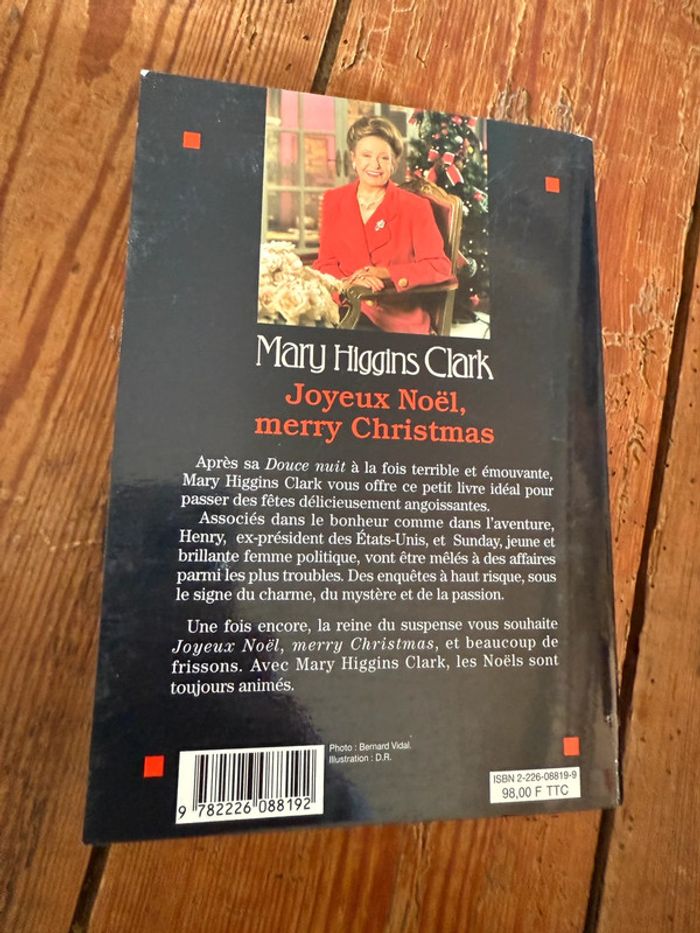 Mary Higgins Clark
Joyeux Noël,
merry Christmas
Après sa Douce nuit à la fois terrible et émouvante,
Mary Higgins Clark vous offre ce petit livre idéal pour
passer des fêtes délicieusement angoissantes.
Associés dans le bonheur comme dans l'aventure,
Henry, ex-président des États-Unis, et Sunday, jeune et
brillante femme politique, vont être mêlés à des affaires
parmi les plus troubles. Des enquêtes à haut risque, sous
le signe du charme, du mystère et de la passion.
Une fois encore, la reine du suspense vous souhaite
Joyeux Noël, merry Christmas, et beaucoup de
frissons. Avec Mary Higgins Clark, les Noëls sont
toujours animés.
Photo : Bernard Vidal.
Illustration : D.R.
9 782226 088192
ISBN 2-226-08819-9
98,00 F TTC